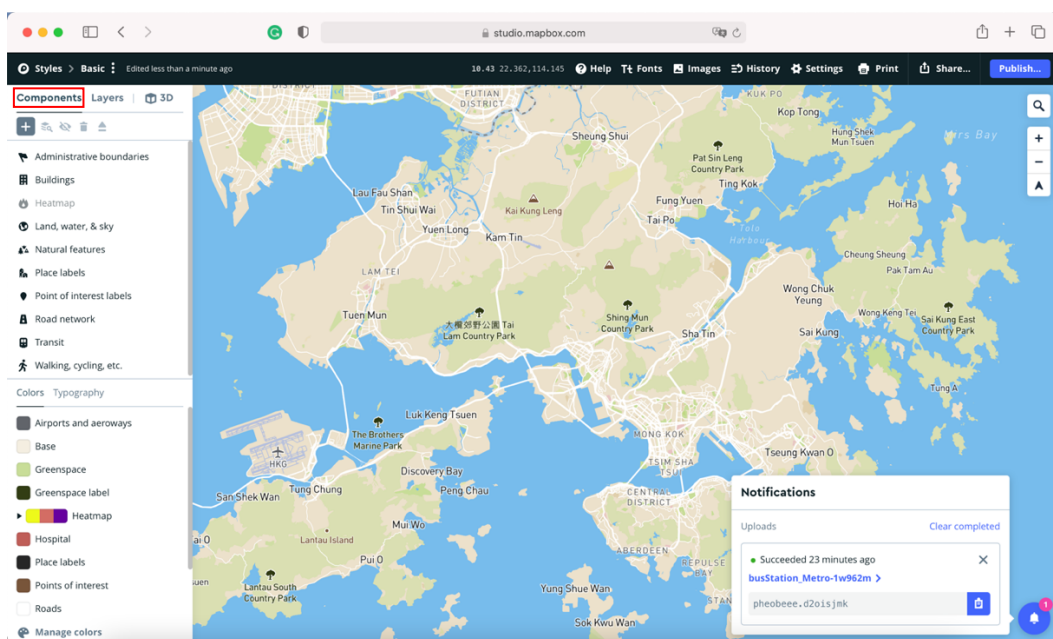 studio.mapbox.com
Styles > Basic Edited less than a minute ago 10.43 22.362,114.145 Help Fonts Images History Settings Print Share... Publish...
Components Layers 3D
Administrative boundaries
Buildings
Heatmap
Land, water, & sky
Natural features
Place labels
Point of interest labels
Road network
Transit
Walking, cycling, etc.
Colors Typography
Airports and aeroways
Base
Greenspace
Greenspace label
Heatmap
Hospital
Place labels
Points of interest
Roads
Manage colors
DISTRICT
FUTIAN
DISTRICT
KUK PO
Kop Tong
Sheung Shui
Hung Shek
Mun Tsuen
Mirs Bay
Pat Sin Leng
Country Park
Ting Kok
Lau Fau Shan
Tin Shui Wai
Kai Kung Leng
Fung Yuen
Tai Po
Hoi Ha
Yuen Long
Kam Tin
Tolo
Harbour
Cheung Sheung
Pak Tam Au
LAM TEI
Wong Chuk
Yeung
Tuen Mun
大欖郊野公園 Tai
Lam Country Park
Shing Mun
Country Park
Sha Tin
Sai Kung
Wong Keng Tei
Sai Kung East
Country Park
Tung A
Luk Keng Tsuen
The Brothers
Marine Park
MONG KOK
Tseung Kwan O
HKG
TSIM SHA
TSUI
Discovery Bay
San Shek Wan
Tung Chung
Peng Chau
CENTRAL
DISTRICT
Mui Wo
ai O
Lantau Island
ABERDEEN
Pui O
REPULSE
BAY
uen
Lantau South
Country Park
Yung Shue Wan
STAN
Sok Kwu Wan
Notifications
Uploads Clear completed
Succeeded 23 minutes ago
busStation_Metro-1w962m >
pheobeee.d2oisjmk
1